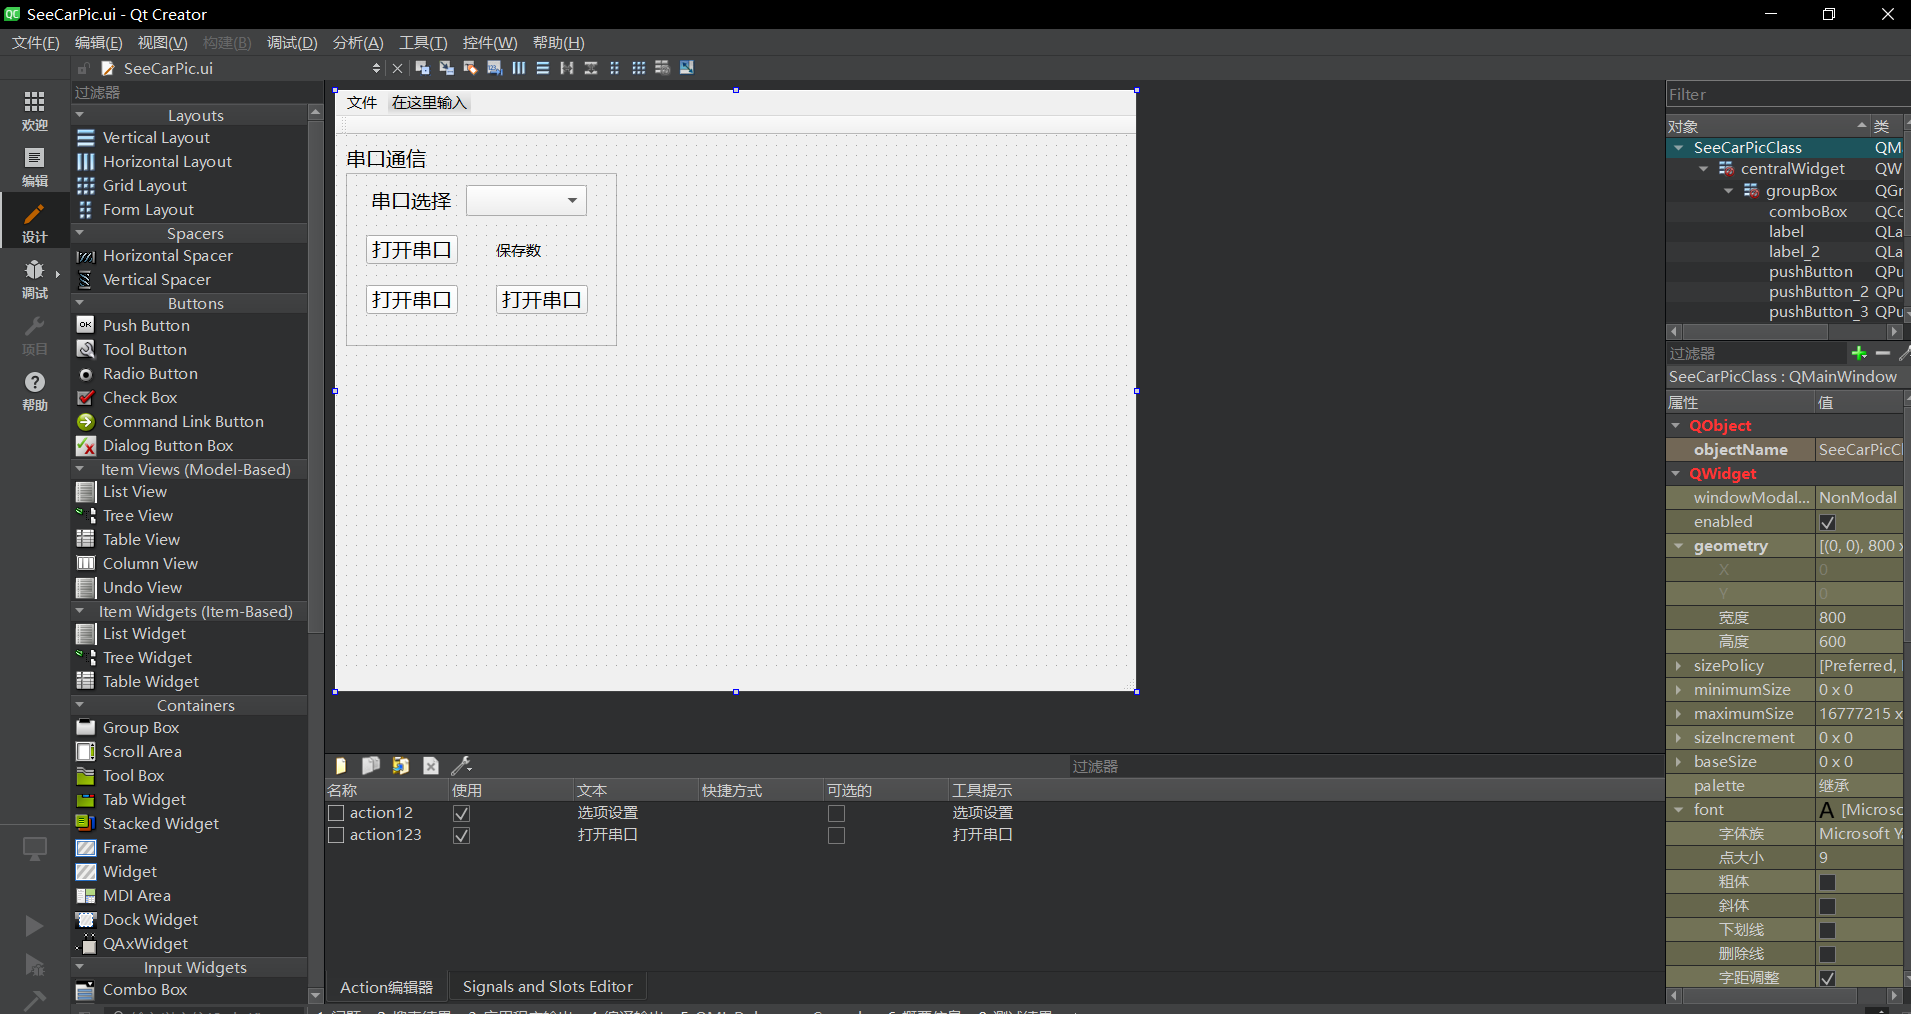 SeeCarPic.ui - Qt Creator
文件(F) 编辑(E) 视图(V) 构建(B) 调试(D) 分析(A) 工具(T) 控件(W) 帮助(H)
SeeCarPic.ui
欢迎
编辑
设计
调试
项目
帮助
过滤器
Layouts
Vertical Layout
Horizontal Layout
Grid Layout
Form Layout
Spacers
Horizontal Spacer
Vertical Spacer
Buttons
Push Button
Tool Button
Radio Button
Check Box
Command Link Button
Dialog Button Box
Item Views (Model-Based)
List View
Tree View
Table View
Column View
Undo View
Item Widgets (Item-Based)
List Widget
Tree Widget
Table Widget
Containers
Group Box
Scroll Area
Tool Box
Tab Widget
Stacked Widget
Frame
Widget
MDI Area
Dock Widget
QAxWidget
Input Widgets
Combo Box
文件 在这里输入
串口通信
串口选择
打开串口 保存数
打开串口 打开串口
过滤器
名称 使用 文本 快捷方式 可选的 工具提示
action12 选项设置 选项设置
action123 打开串口 打开串口
Action编辑器 Signals and Slots Editor
Filter
对象 类
SeeCarPicClass QM
centralWidget QW
groupBox QGr
comboBox QCo
label QLa
label_2 QLa
pushButton QPu
pushButton_2 QPu
pushButton_3 QPu
过滤器
SeeCarPicClass : QMainWindow
属性 值
QObject
objectName SeeCarPicCl
QWidget
windowModal... NonModal
enabled
geometry [(0, 0), 800 x
X 0
Y 0
宽度 800
高度 600
sizePolicy [Preferred,
minimumSize 0 x 0
maximumSize 16777215 x
sizeIncrement 0 x 0
baseSize 0 x 0
palette 继承
font A [Microso
字体族 Microsoft Y
点大小 9
粗体
斜体
下划线
删除线
字距调整